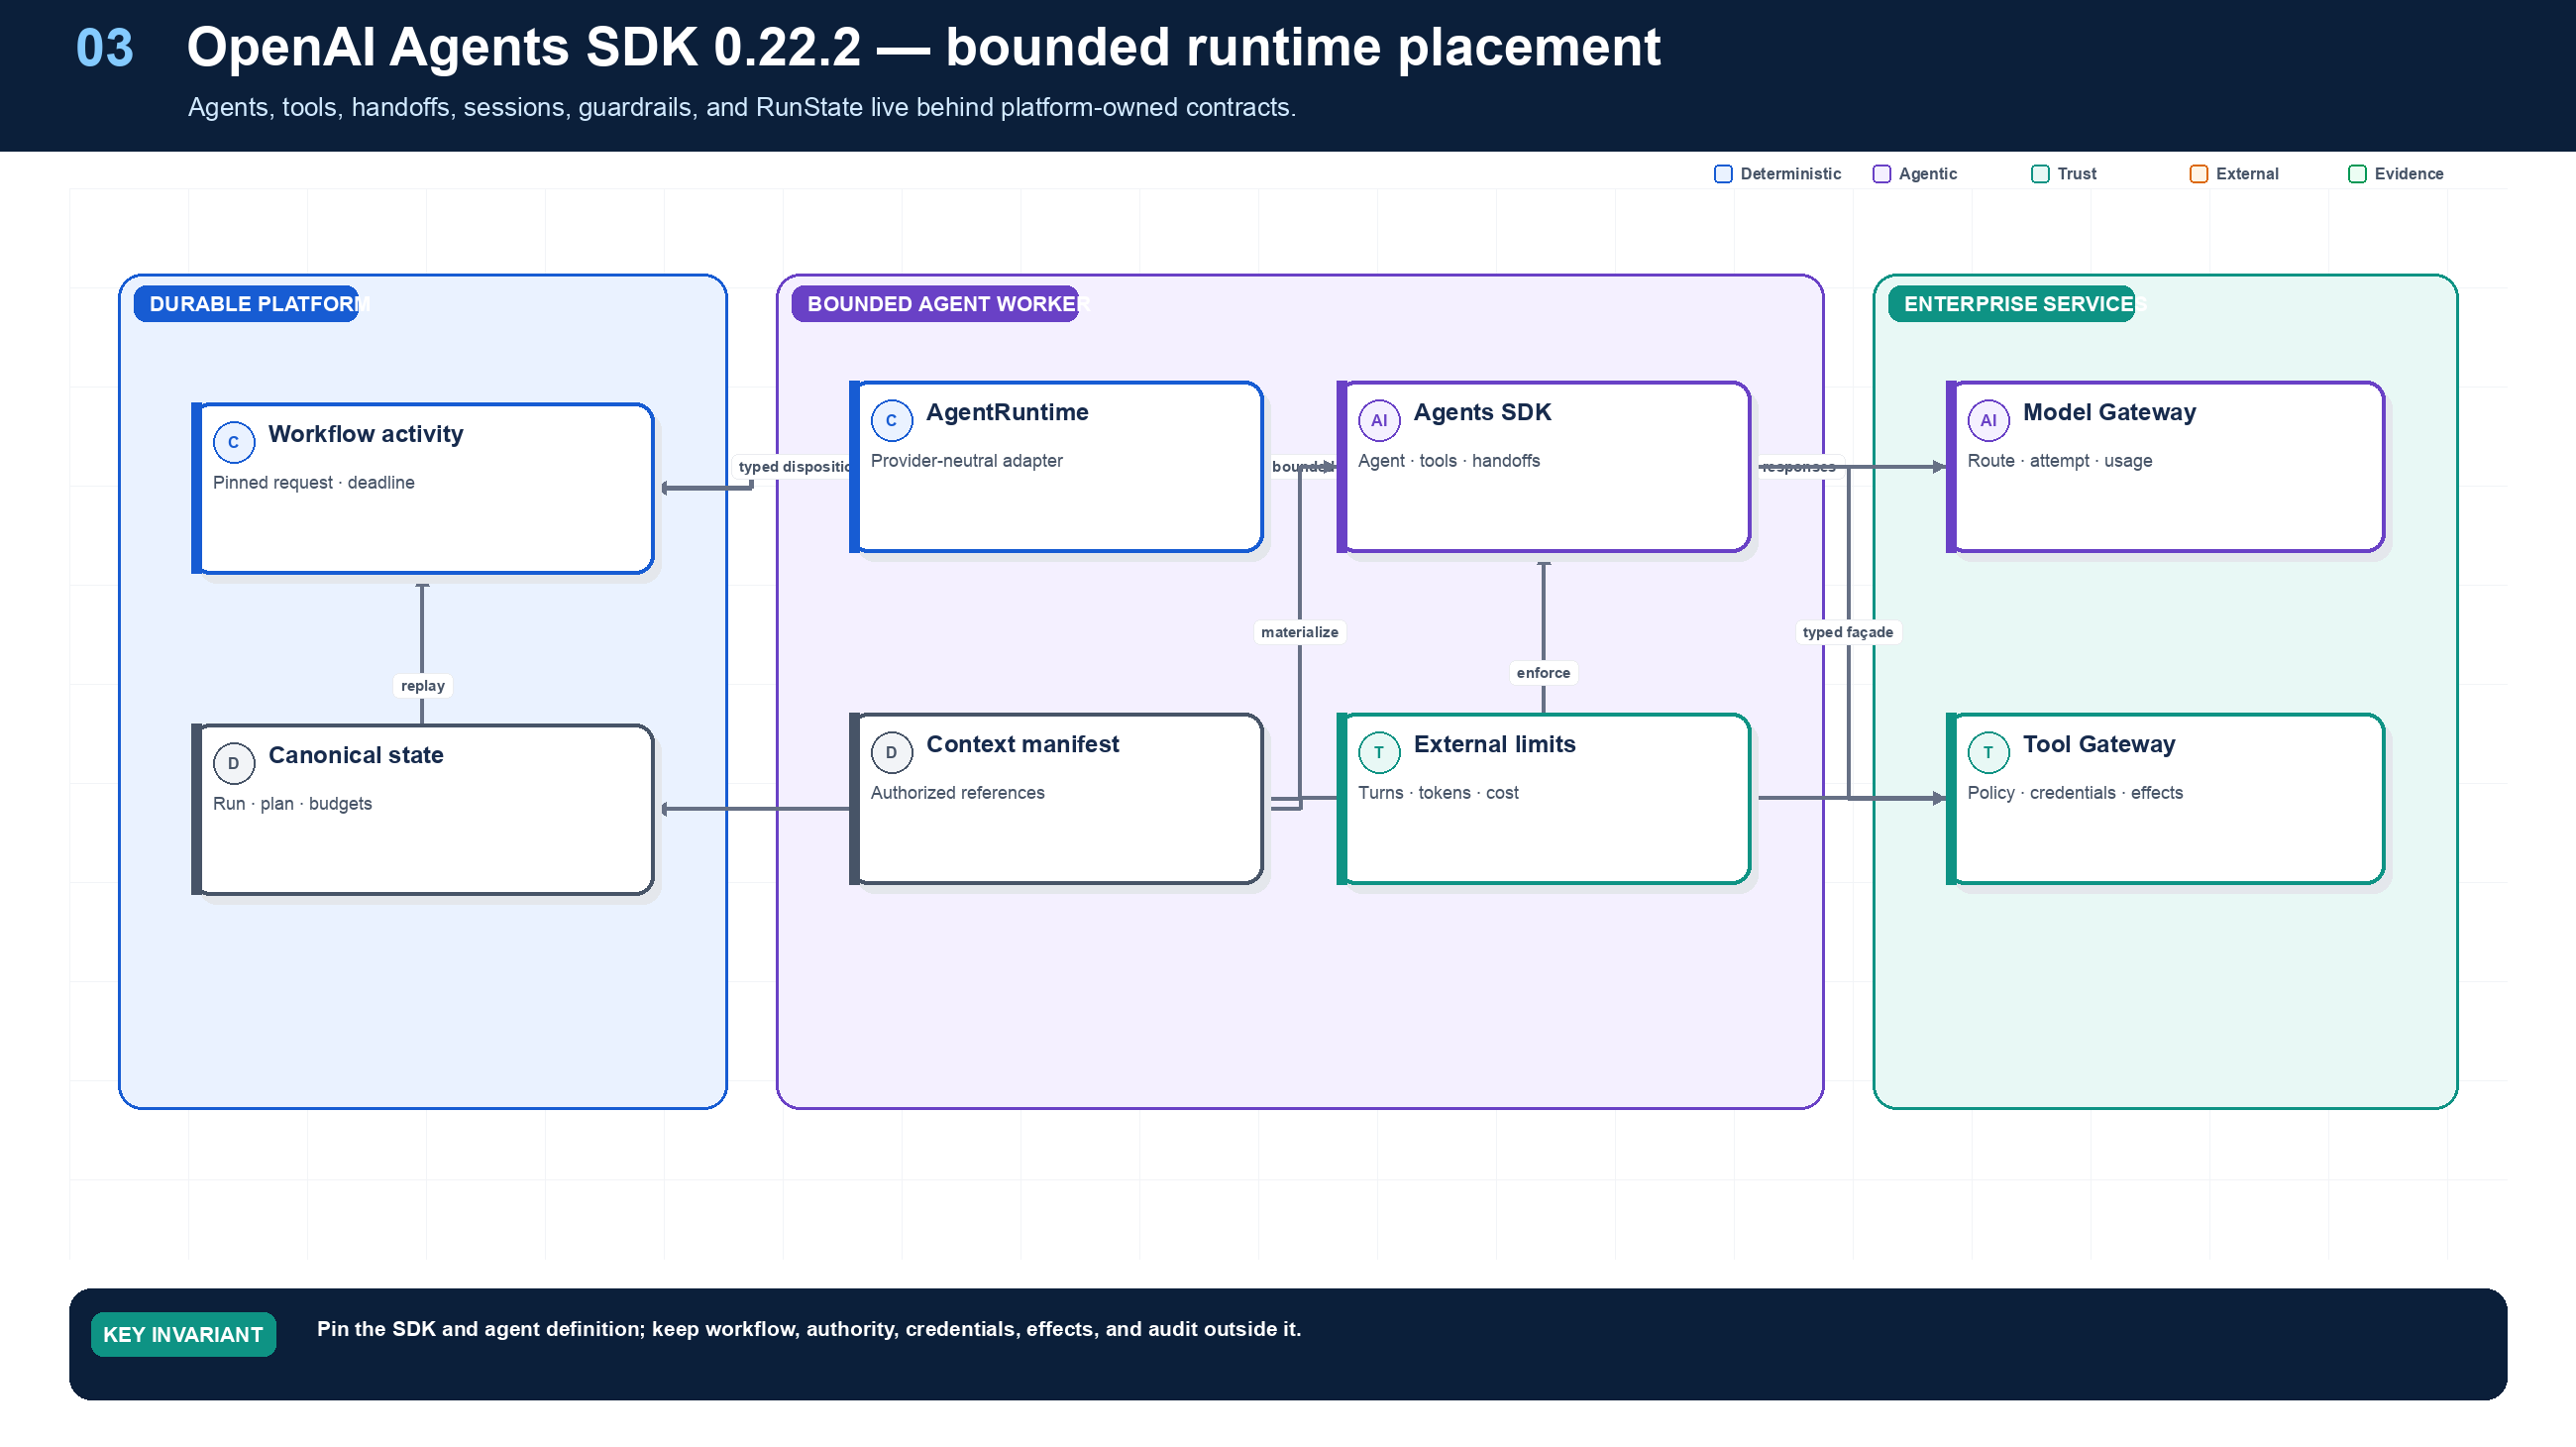 03 OpenAI Agents SDK 0.22.2 — bounded runtime placement
Agents, tools, handoffs, sessions, guardrails, and RunState live behind platform-owned contracts.
Deterministic
Agentic
Trust
External
Evidence
DURABLE PLATFORM
C
Workflow activity
Pinned request · deadline
replay
D
Canonical state
Run · plan · budgets
typed
BOUNDED AGENT WORKER
C
AgentRuntime
Provider-neutral adapter
bounded
AI
Agents SDK
Agent · tools · handoffs
responses
materialize
enforce
typed façade
D
Context manifest
Authorized references
T
External limits
Turns · tokens · cost
ENTERPRISE SERVICES
AI
Model Gateway
Route · attempt · usage
T
Tool Gateway
Policy · credentials · effects
KEY INVARIANT
Pin the SDK and agent definition; keep workflow, authority, credentials, effects, and audit outside it.